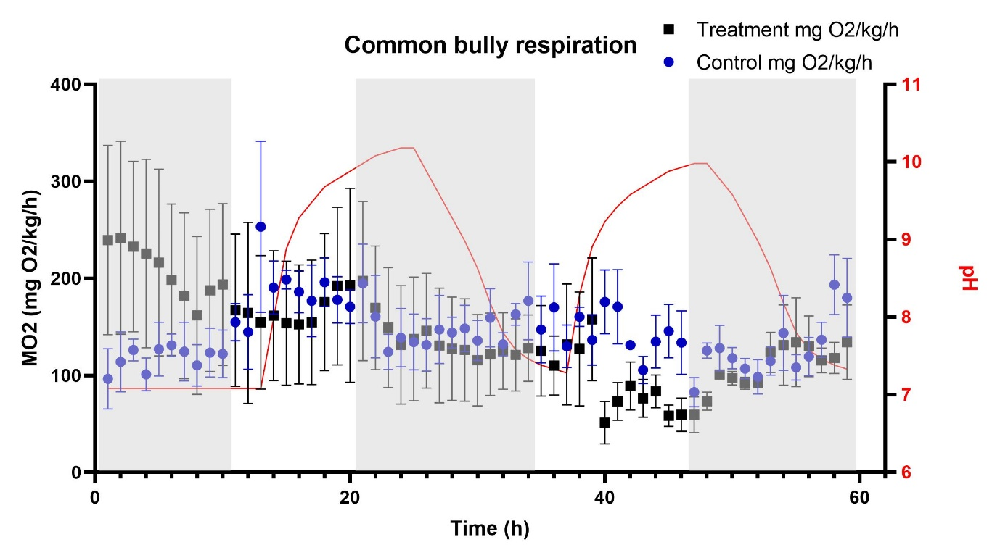 Common bully respiration
Treatment mg O2/kg/h
Control mg O2/kg/h
MO2 (mg O2/kg/h)
400
300
200
100
0
0
20
40
60
Time (h)
11
10
9
8
7
6
pH